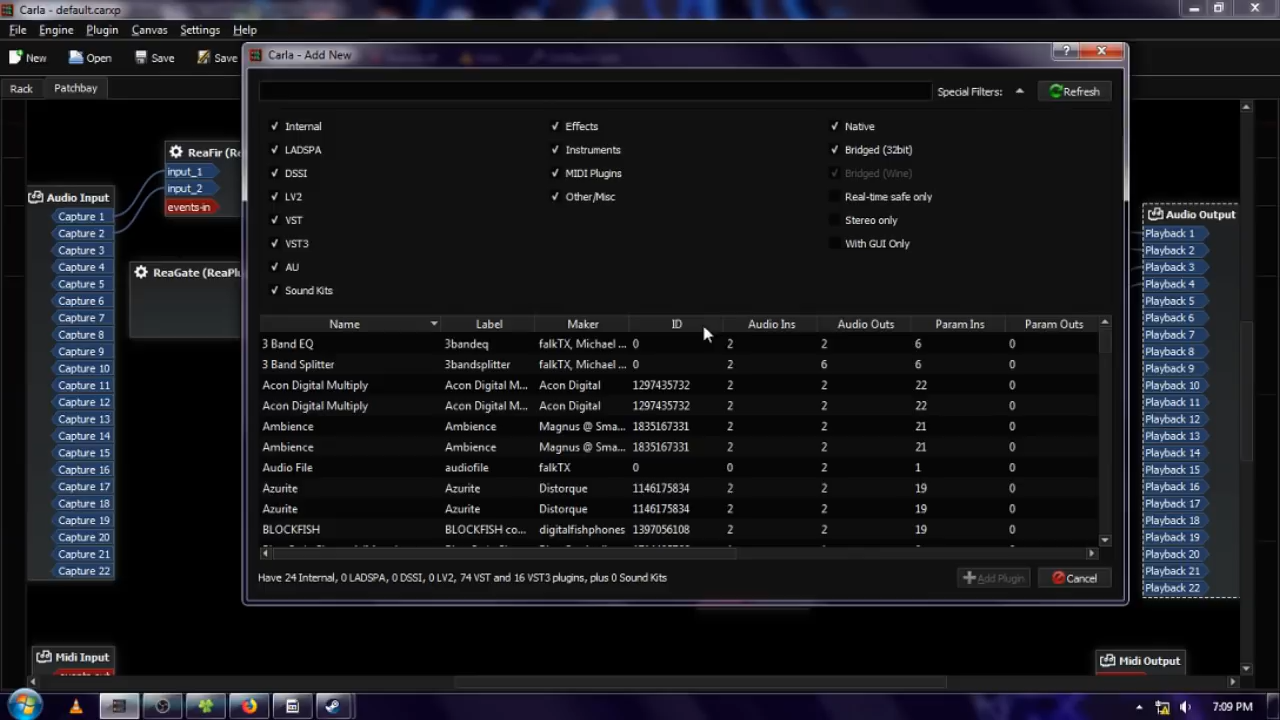 Carla - default.carxp
File Engine Plugin Canvas Settings Help
New Open Save Save
Rack Patchbay
Carla - Add New
Special Filters: Refresh
Internal Effects Native
LADSPA Instruments Bridged (32bit)
DSSI MIDI Plugins Bridged (Wine)
LV2 Other/Misc Real-time safe only
VST Stereo only
VST3 With GUI Only
AU
Sound Kits
Name Label Maker ID Audio Ins Audio Outs Param Ins Param Outs
3 Band EQ 3bandeq falkTX, Michael ... 0 2 2 6 0
3 Band Splitter 3bandsplitter falkTX, Michael ... 0 2 6 6 0
Acon Digital Multiply Acon Digital M... Acon Digital 1297435732 2 2 22 0
Acon Digital Multiply Acon Digital M... Acon Digital 1297435732 2 2 22 0
Ambience Ambience Magnus @ Sma... 1835167331 2 2 21 0
Ambience Ambience Magnus @ Sma... 1835167331 2 2 21 0
Audio File audiofile falkTX 0 0 2 1 0
Azurite Azurite Distorque 1146175834 2 2 19 0
Azurite Azurite Distorque 1146175834 2 2 19 0
BLOCKFISH BLOCKFISH co... digitalfishphones 1397056108 2 2 19 0
Have 24 Internal, 0 LADSPA, 0 DSSI, 0 LV2, 74 VST and 16 VST3 plugins, plus 0 Sound Kits
Add Plugin Cancel
ReaFir (Re
input_1
input_2
events-in
ReaGate (ReaPlu
Audio Input
Capture 1
Capture 2
Capture 3
Capture 4
Capture 5
Capture 6
Capture 7
Capture 8
Capture 9
Capture 10
Capture 11
Capture 12
Capture 13
Capture 14
Capture 15
Capture 16
Capture 17
Capture 18
Capture 19
Capture 20
Capture 21
Capture 22
Audio Output
Playback 1
Playback 2
Playback 3
Playback 4
Playback 5
Playback 6
Playback 7
Playback 8
Playback 9
Playback 10
Playback 11
Playback 12
Playback 13
Playback 14
Playback 15
Playback 16
Playback 17
Playback 18
Playback 19
Playback 20
Playback 21
Playback 22
Midi Input
events-out
Midi Output
7:09 PM